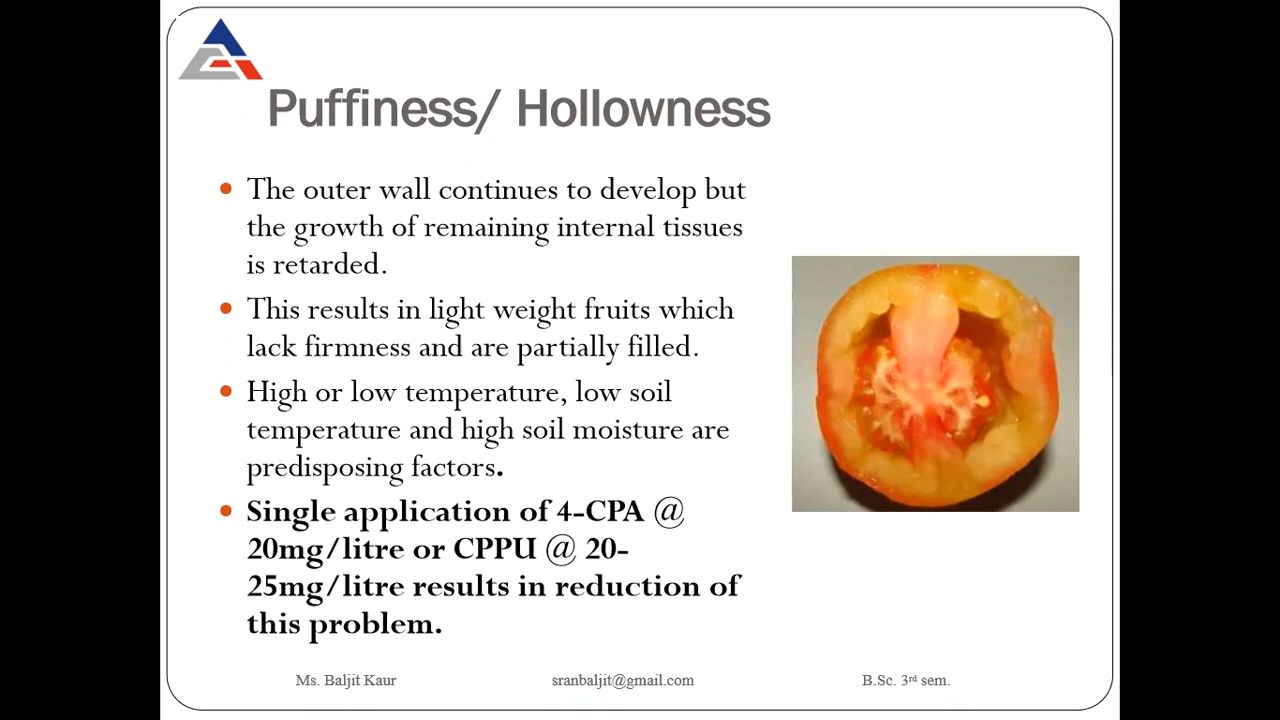 Puffiness/ Hollowness
The outer wall continues to develop but
the growth of remaining internal tissues
is retarded.
This results in light weight fruits which
lack firmness and are partially filled.
High or low temperature, low soil
temperature and high soil moisture are
predisposing factors.
Single application of 4-CPA @
20mg/litre or CPPU @ 20-
25mg/litre results in reduction of
this problem.
Ms. Baljit Kaur sranbaljit@gmail.com B.Sc. 3rd sem.